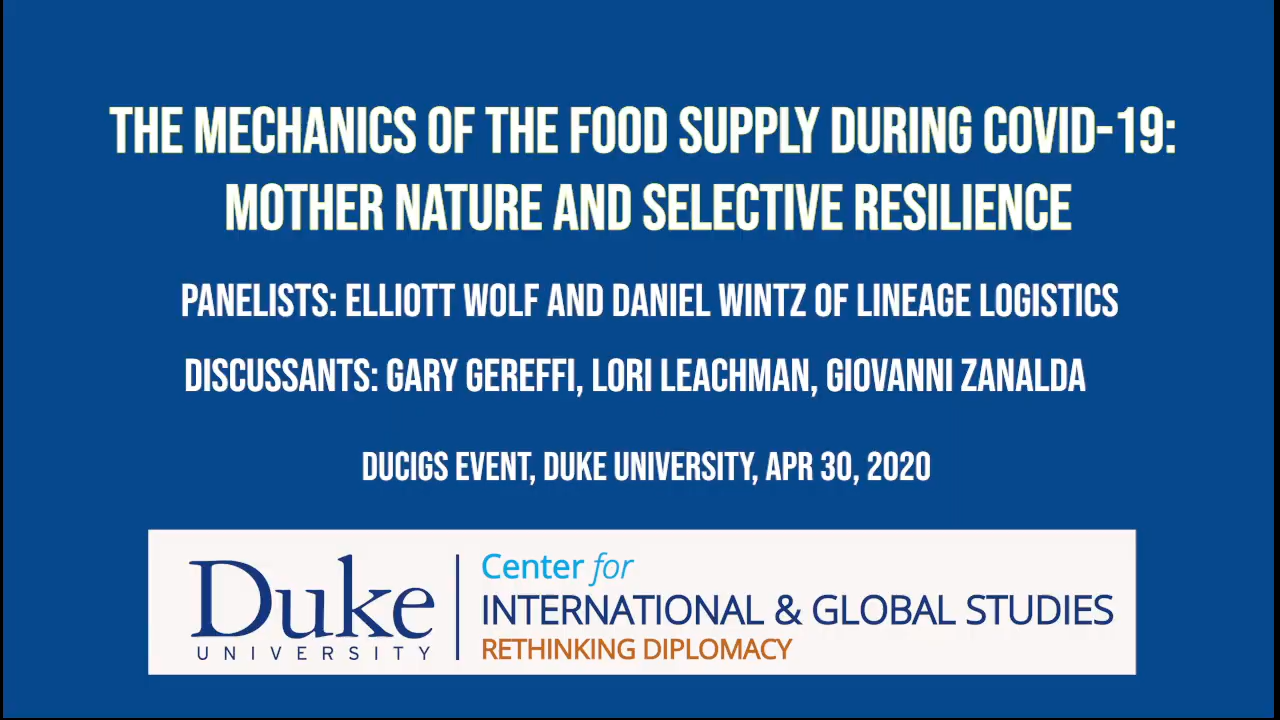 THE MECHANICS OF THE FOOD SUPPLY DURING COVID-19:
MOTHER NATURE AND SELECTIVE RESILIENCE
PANELISTS: ELLIOTT WOLF AND DANIEL WINTZ OF LINEAGE LOGISTICS
DISCUSSANTS: GARY GEREFFI, LORI LEACHMAN, GIOVANNI ZANALDA
DUCIGS EVENT, DUKE UNIVERSITY, APR 30, 2020
Duke
UNIVERSITY
Center for
INTERNATIONAL & GLOBAL STUDIES
RETHINKING DIPLOMACY